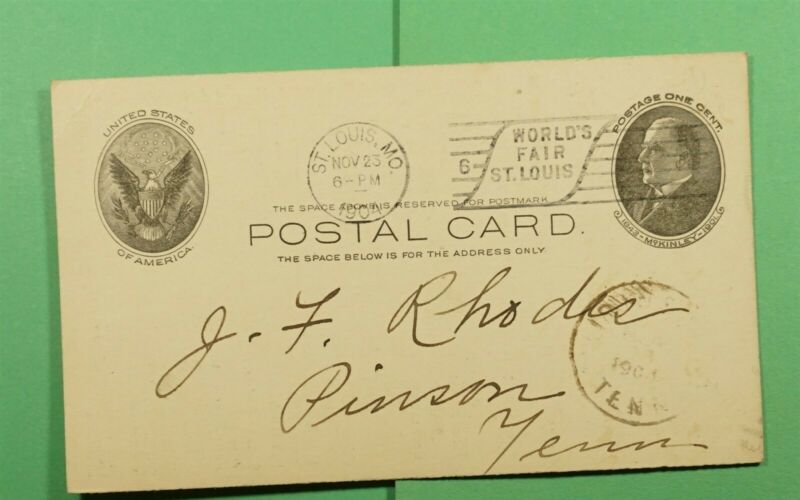 UNITED STATES
OF AMERICA.
ST. LOUIS, MO.
NOV 23
6-PM
1904
6-
WORLD'S
FAIR
ST. LOUIS
POSTAGE ONE CENT.
1843-McKINLEY-1901.
THE SPACE ABOVE IS RESERVED FOR POSTMARK
POSTAL CARD.
THE SPACE BELOW IS FOR THE ADDRESS ONLY
J. F. Rhodes
Pinson
Tenn
TENN